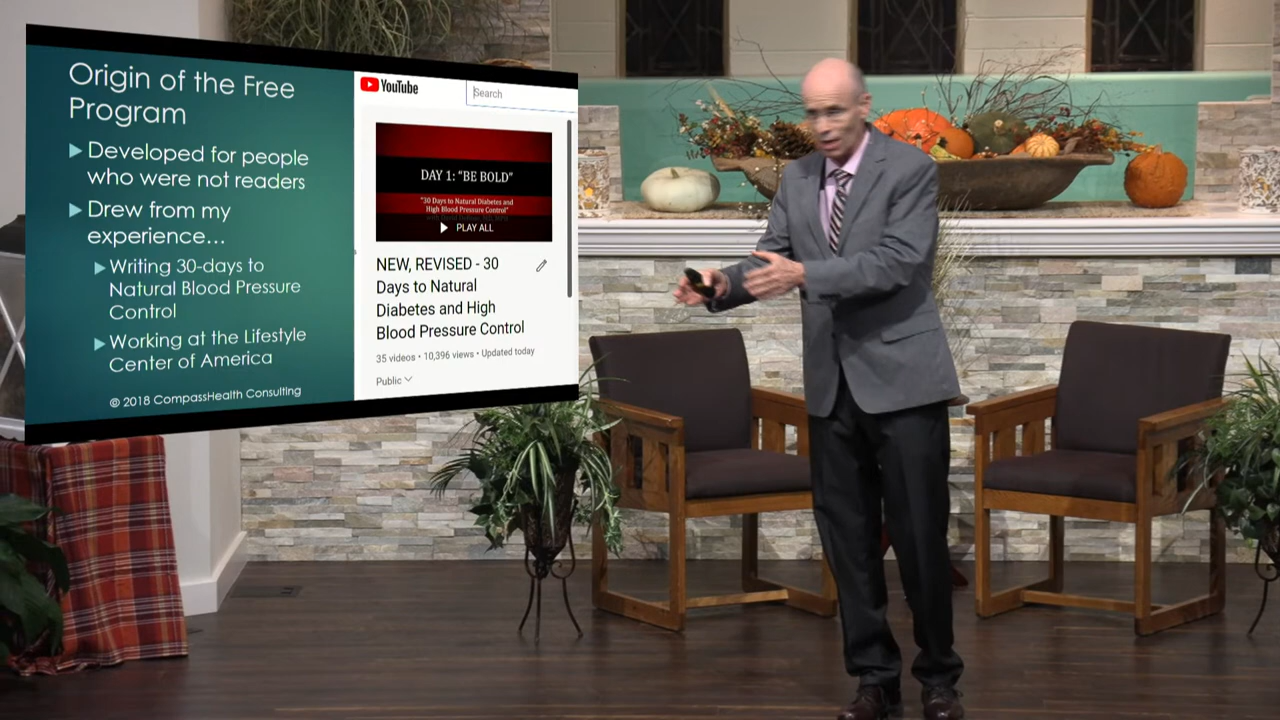 Origin of the Free
Program
Developed for people
who were not readers
Drew from my
experience...
Writing 30-days to
Natural Blood Pressure
Control
Working at the Lifestyle
Center of America
© 2018 CompassHealth Consulting
YouTube
Search
DAY 1: "BE BOLD"
"30 Days to Natural Diabetes and
High Blood Pressure Control"
PLAY ALL
NEW, REVISED - 30
Days to Natural
Diabetes and High
Blood Pressure Control
35 videos • 10,396 views • Updated today
Public